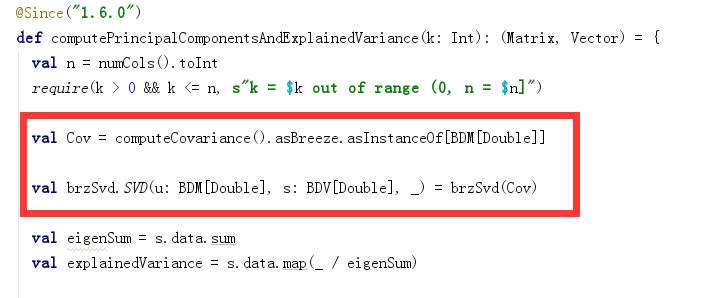 @Since("1.6.0")
def computePrincipalComponentsAndExplainedVariance(k: Int): (Matrix, Vector) = {
val n = numCols().toInt
require(k > 0 && k <= n, s"k = $k out of range (0, n = $n]")
val Cov = computeCovariance().asBreeze.asInstanceOf[BDM[Double]]
val brzSvd.SVD(u: BDM[Double], s: BDV[Double], _) = brzSvd(Cov)
val eigenSum = s.data.sum
val explainedVariance = s.data.map(_ / eigenSum)